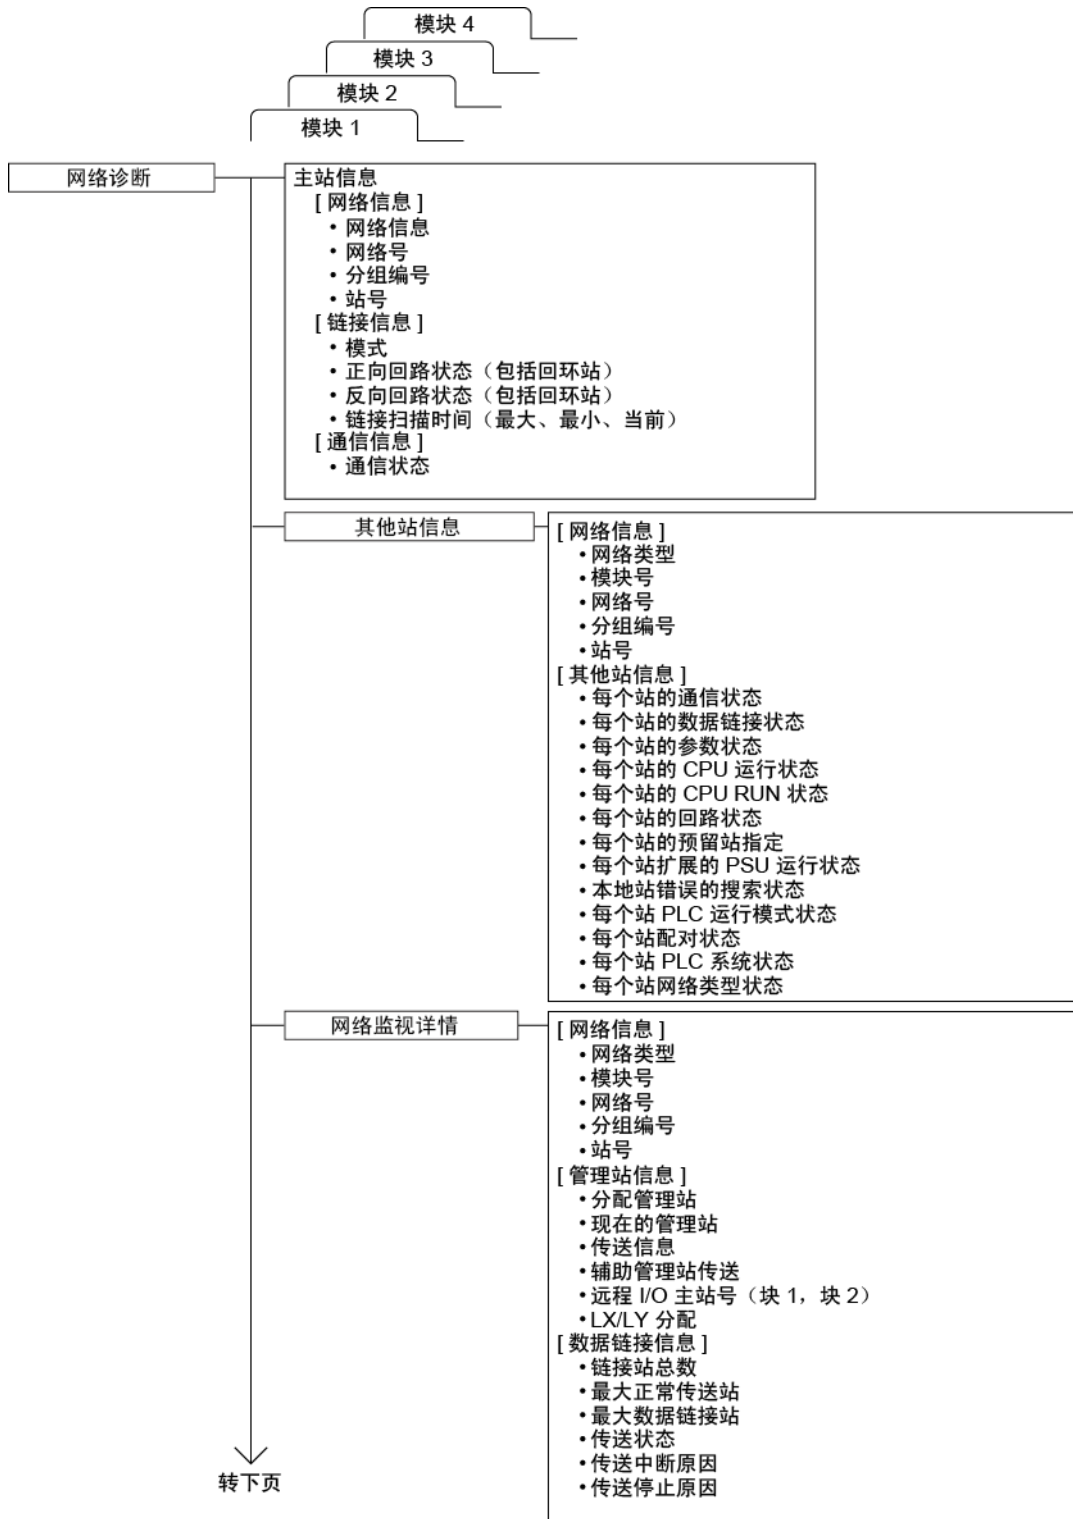 模块 4
模块 3
模块 2
模块 1
网络诊断
主站信息
[ 网络信息 ]
• 网络信息
• 网络号
• 分组编号
• 站号
[ 链接信息 ]
• 模式
• 正向回路状态（包括回环站）
• 反向回路状态（包括回环站）
• 链接扫描时间（最大、最小、当前）
[ 通信信息 ]
• 通信状态
其他站信息
[ 网络信息 ]
• 网络类型
• 模块号
• 网络号
• 分组编号
• 站号
[ 其他站信息 ]
• 每个站的通信状态
• 每个站的数据链接状态
• 每个站的参数状态
• 每个站的 CPU 运行状态
• 每个站的 CPU RUN 状态
• 每个站的回路状态
• 每个站的预留站指定
• 每个站扩展的 PSU 运行状态
• 本地站错误的搜索状态
• 每个站 PLC 运行模式状态
• 每个站配对状态
• 每个站 PLC 系统状态
• 每个站网络类型状态
网络监视详情
[ 网络信息 ]
• 网络类型
• 模块号
• 网络号
• 分组编号
• 站号
[ 管理站信息 ]
• 分配管理站
• 现在的管理站
• 传送信息
• 辅助管理站传送
• 远程 I/O 主站号（块 1，块 2）
• LX/LY 分配
[ 数据链接信息 ]
• 链接站总数
• 最大正常传送站
• 最大数据链接站
• 传送状态
• 传送中断原因
• 传送停止原因
转下页